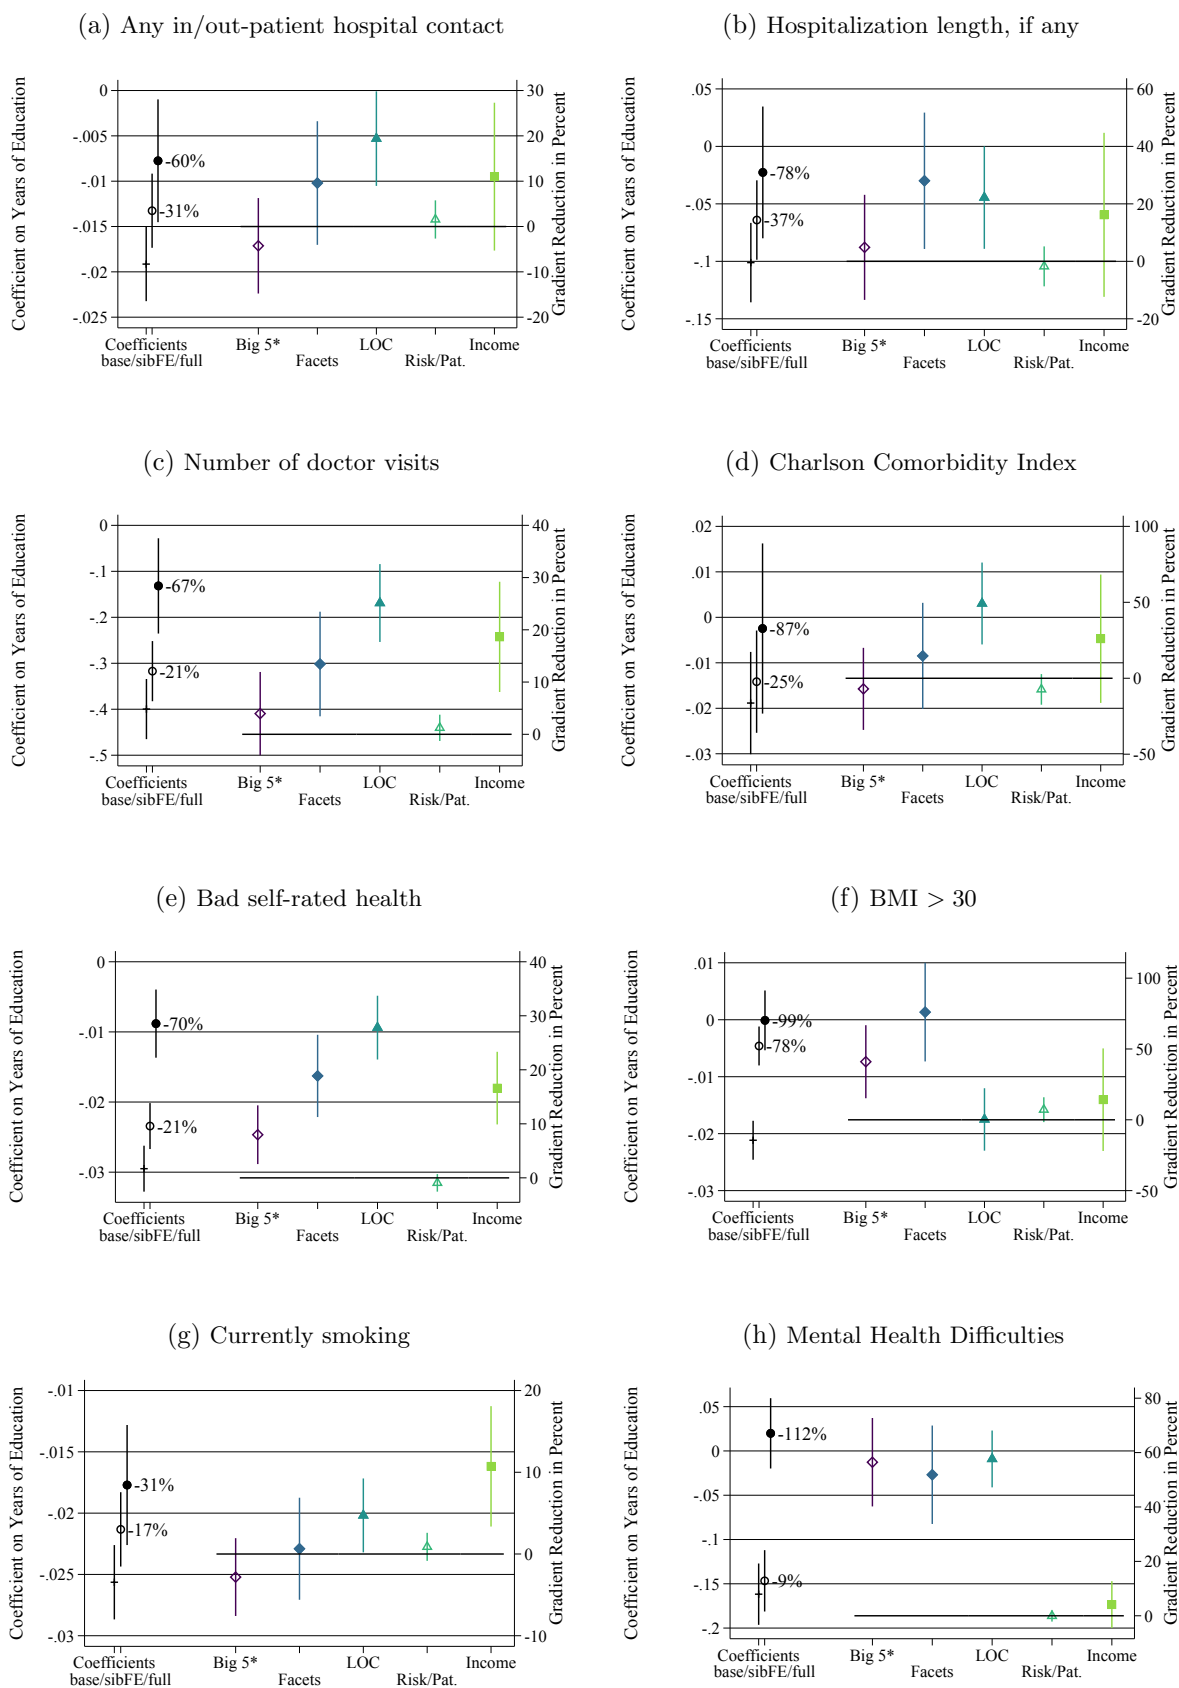 (a) Any in/out-patient hospital contact
Coefficient on Years of Education
0
-.005
-.01
-.015
-.02
-.025
-60%
-31%
30
20
10
0
-10
-20
Gradient Reduction in Percent
Coefficients
base/sibFE/full
Big 5*
Facets
LOC
Risk/Pat.
Income
(b) Hospitalization length, if any
Coefficient on Years of Education
.05
0
-.05
-.1
-.15
-78%
-37%
60
40
20
0
-20
Gradient Reduction in Percent
Coefficients
base/sibFE/full
Big 5*
Facets
LOC
Risk/Pat.
Income
(c) Number of doctor visits
Coefficient on Years of Education
0
-.1
-.2
-.3
-.4
-.5
-67%
-21%
40
30
20
10
0
Gradient Reduction in Percent
Coefficients
base/sibFE/full
Big 5*
Facets
LOC
Risk/Pat.
Income
(d) Charlson Comorbidity Index
Coefficient on Years of Education
.02
.01
0
-.01
-.02
-.03
-87%
-25%
100
50
0
-50
Gradient Reduction in Percent
Coefficients
base/sibFE/full
Big 5*
Facets
LOC
Risk/Pat.
Income
(e) Bad self-rated health
Coefficient on Years of Education
0
-.01
-.02
-.03
-70%
-21%
40
30
20
10
0
Gradient Reduction in Percent
Coefficients
base/sibFE/full
Big 5*
Facets
LOC
Risk/Pat.
Income
(f) BMI > 30
Coefficient on Years of Education
.01
0
-.01
-.02
-.03
-99%
-78%
100
50
0
-50
Gradient Reduction in Percent
Coefficients
base/sibFE/full
Big 5*
Facets
LOC
Risk/Pat.
Income
(g) Currently smoking
Coefficient on Years of Education
-.01
-.015
-.02
-.025
-.03
-31%
-17%
20
10
0
-10
Gradient Reduction in Percent
Coefficients
base/sibFE/full
Big 5*
Facets
LOC
Risk/Pat.
Income
(h) Mental Health Difficulties
Coefficient on Years of Education
.05
0
-.05
-.1
-.15
-.2
-112%
-9%
80
60
40
20
0
Gradient Reduction in Percent
Coefficients
base/sibFE/full
Big 5*
Facets
LOC
Risk/Pat.
Income